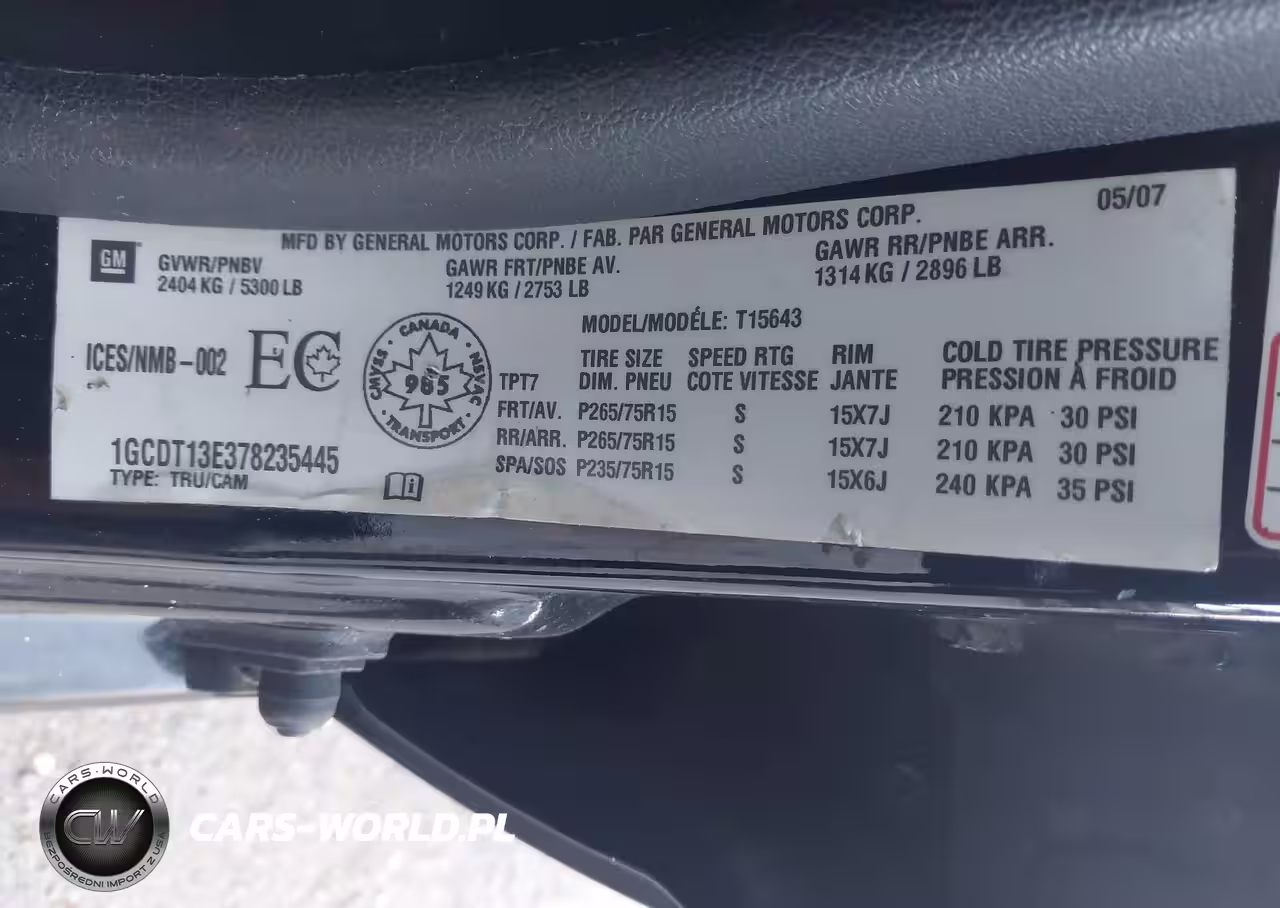 05/07
MFD BY GENERAL MOTORS CORP. / FAB. PAR GENERAL MOTORS CORP.
GM
GVWR/PNBV
2404 KG / 5300 LB
GAWR FRT/PNBE AV.
1249 KG / 2753 LB
GAWR RR/PNBE ARR.
1314 KG / 2896 LB
MODEL/MODÉLE: T15643
ICES/NMB-002
EC
CANADA
CMVSS
NSVAC
985
TRANSPORT
TIRE SIZE SPEED RTG RIM COLD TIRE PRESSURE
TPT7 DIM. PNEU COTE VITESSE JANTE PRESSION À FROID
FRT/AV. P265/75R15 S 15X7J 210 KPA 30 PSI
RR/ARR. P265/75R15 S 15X7J 210 KPA 30 PSI
SPA/SOS P235/75R15 S 15X6J 240 KPA 35 PSI
1GCDT13E378235445
TYPE: TRU/CAM
i
CARS-WORLD
CW
BEZPOŚREDNI IMPORT Z USA
CARS-WORLD.PL